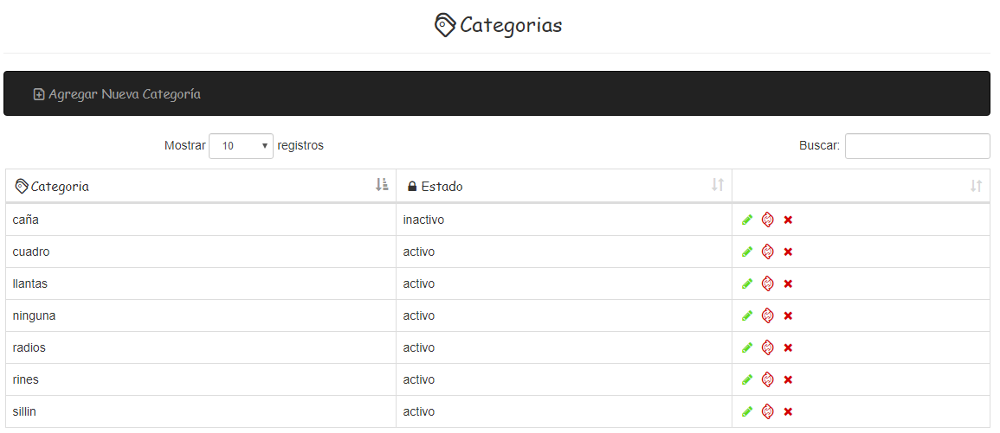 Categorias
Agregar Nueva Categoría
Mostrar 10 registros Buscar:
Categoria Estado
caña inactivo
cuadro activo
llantas activo
ninguna activo
radios activo
rines activo
sillin activo